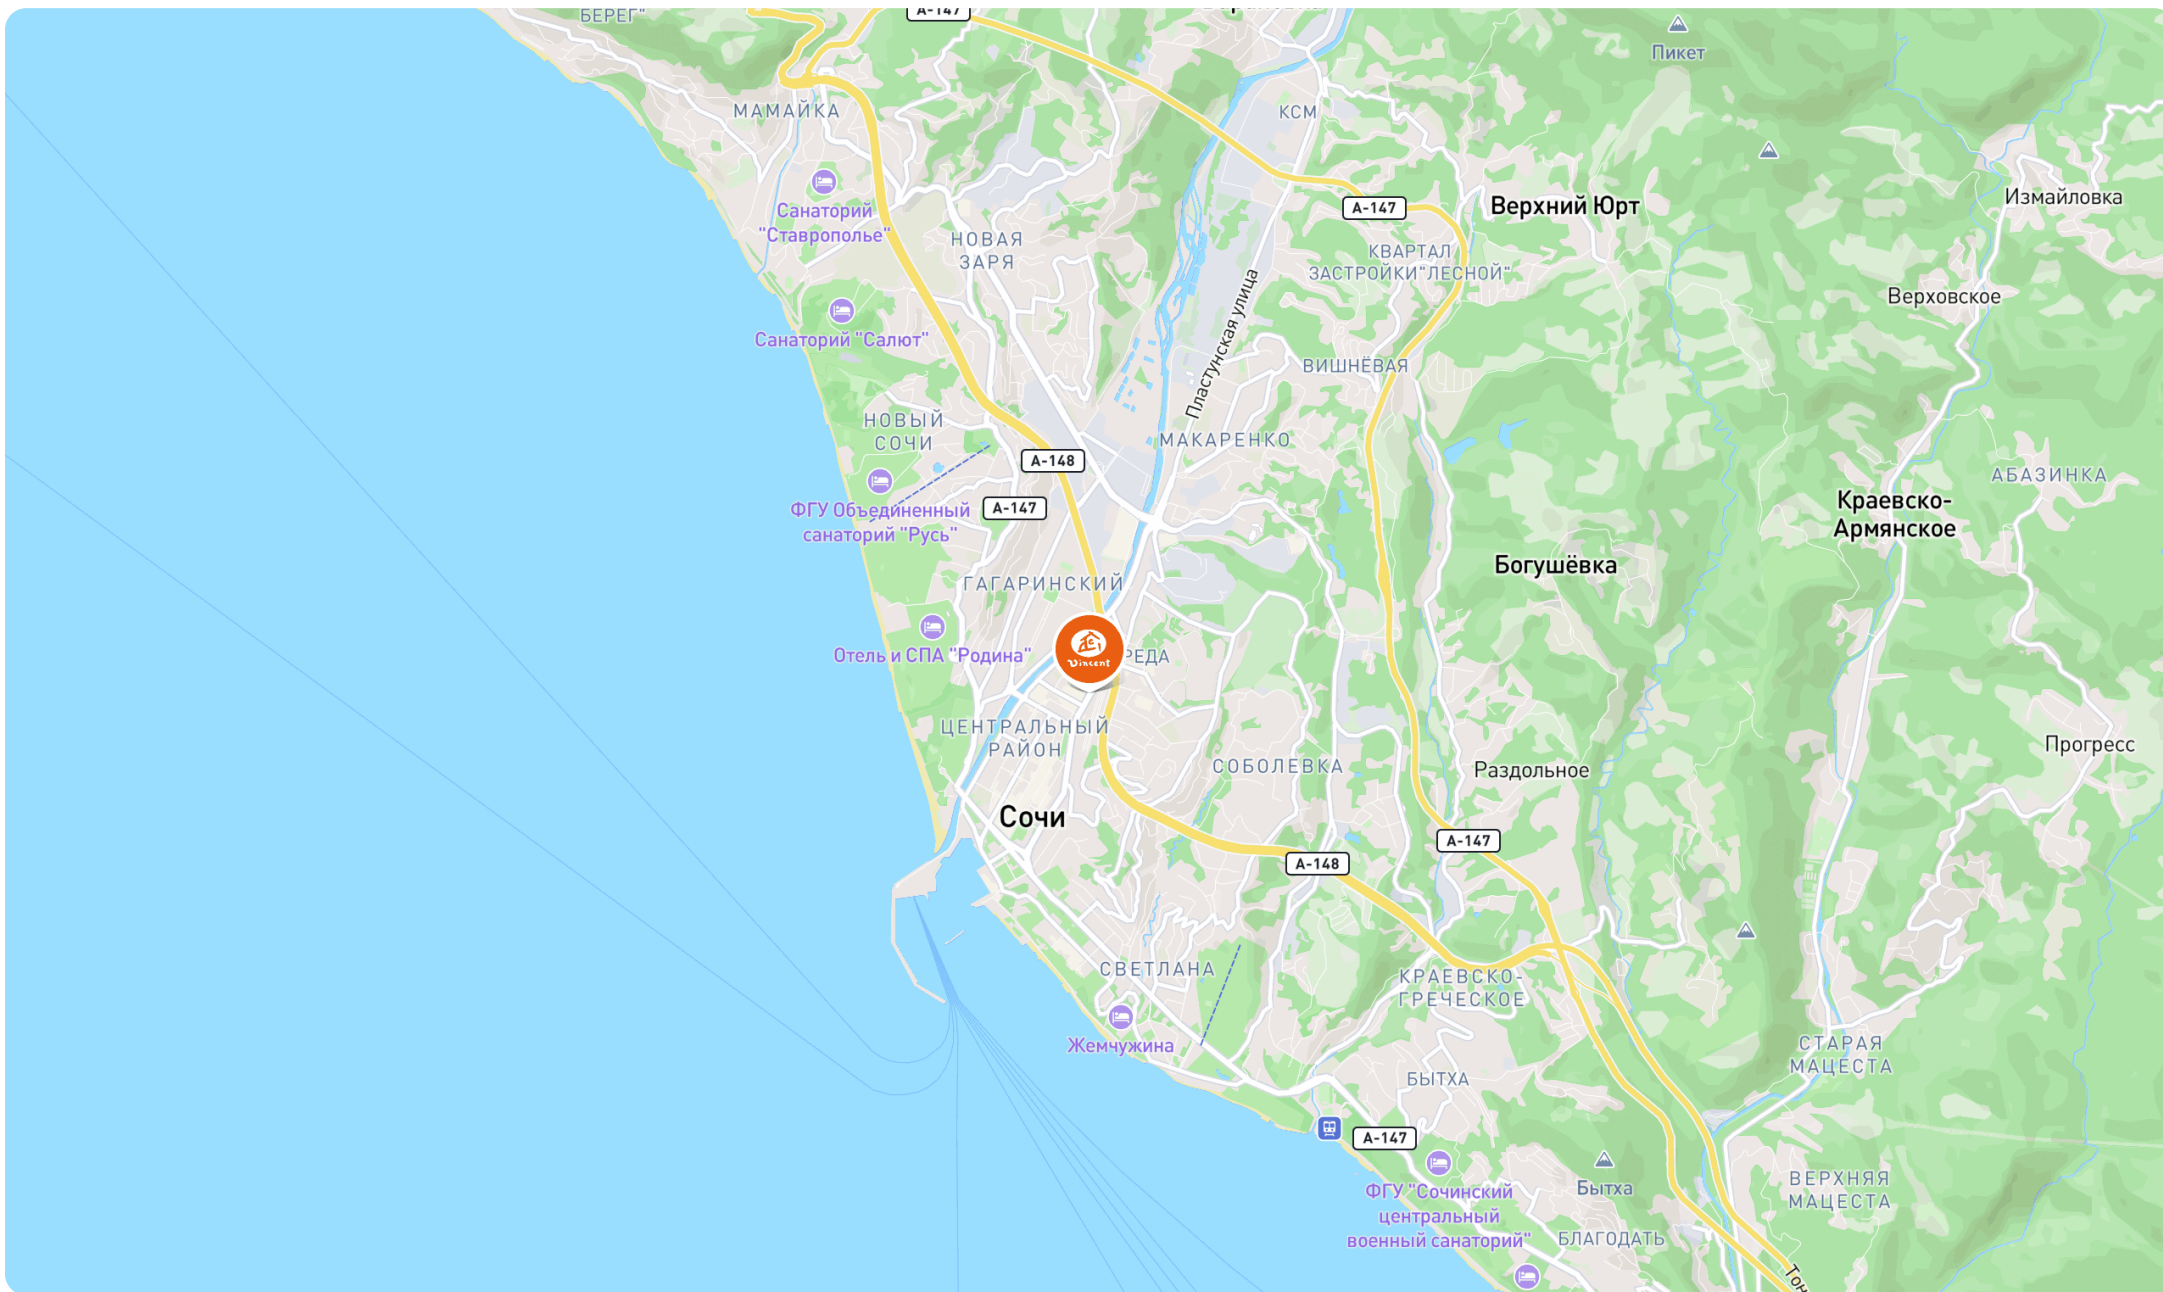 БЕРЕГ"
А-147
Пикет
МАМАЙКА
КСМ
Санаторий
"Ставрополье"
А-147
Верхний Юрт
Измайловка
НОВАЯ
ЗАРЯ
КВАРТАЛ
ЗАСТРОЙКИ"ЛЕСНОЙ"
Верховское
Санаторий "Салют"
Пластунская улица
ВИШНЁВАЯ
НОВЫЙ
СОЧИ
МАКАРЕНКО
А-148
АБАЗИНКА
А-147
ФГУ Объединенный
санаторий "Русь"
Краевско-
Армянское
Богушёвка
ГАГАРИНСКИЙ
Vincent
РЕДА
Отель и СПА "Родина"
ЦЕНТРАЛЬНЫЙ
РАЙОН
Прогресс
СОБОЛЕВКА
Раздольное
Сочи
А-147
А-148
СВЕТЛАНА
КРАЕВСКО-
ГРЕЧЕСКОЕ
Жемчужина
СТАРАЯ
МАЦЕСТА
БЫТХА
А-147
ФГУ "Сочинский
центральный
военный санаторий"
Бытха
ВЕРХНЯЯ
МАЦЕСТА
БЛАГОДАТЬ
Тон